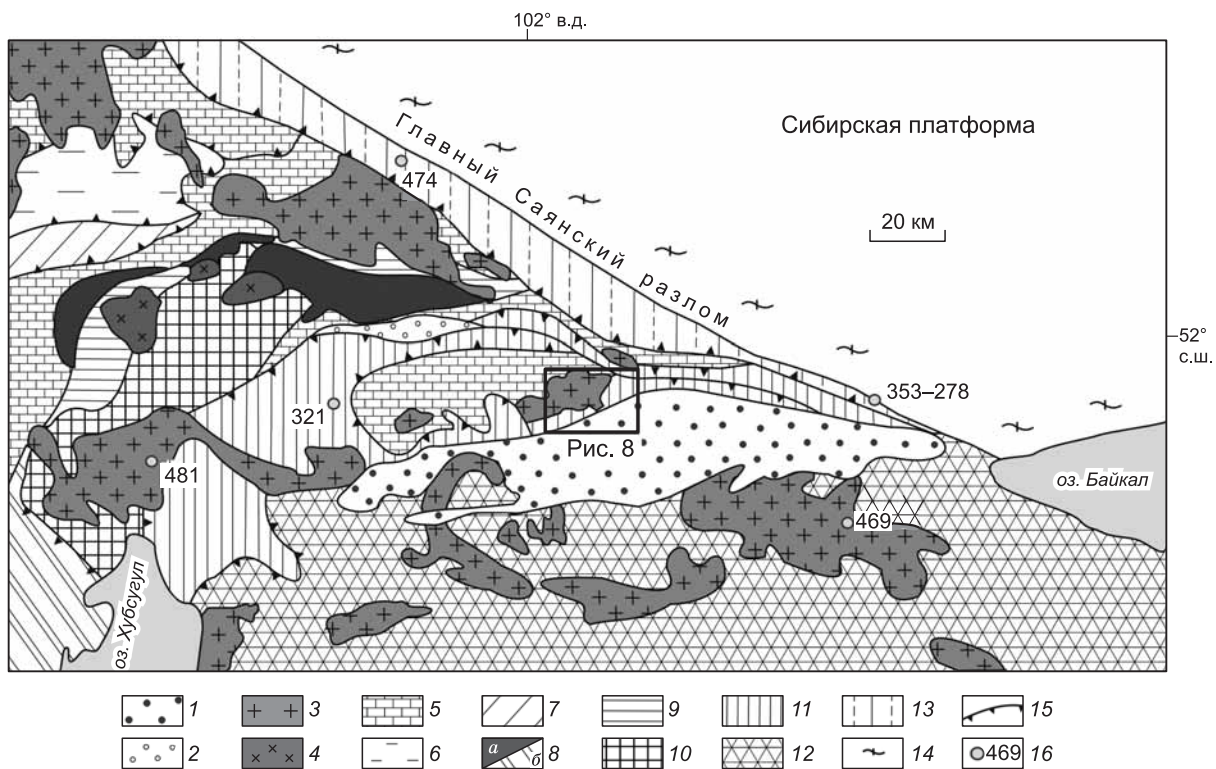 102° в.д.
Сибирская платформа
Главный Саянский разлом
474
20 км
52°
с.ш.
353–278
321
Рис. 8
481
469
оз. Байкал
оз. Хубсугул
1 3 5 7 9 11 13 15
2 4 6 а б 8 10 12 14 469 16